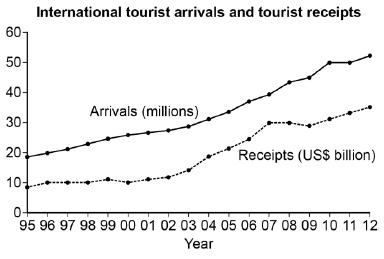 International tourist arrivals and tourist receipts
60
50
40
30
20
10
0
Arrivals (millions)
Receipts (US$ billion)
95 96 97 98 99 00 01 02 03 04 05 06 07 08 09 10 11 12
Year